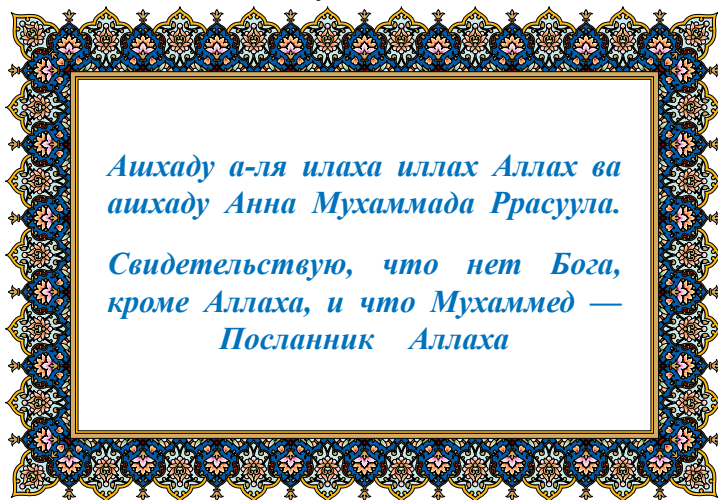 Ашхаду а-ля илаха иллах Аллах ва
ашхаду Анна Мухаммада Ррасуула.
Свидетельствую, что нет Бога,
кроме Аллаха, и что Мухаммед —
Посланник Аллаха